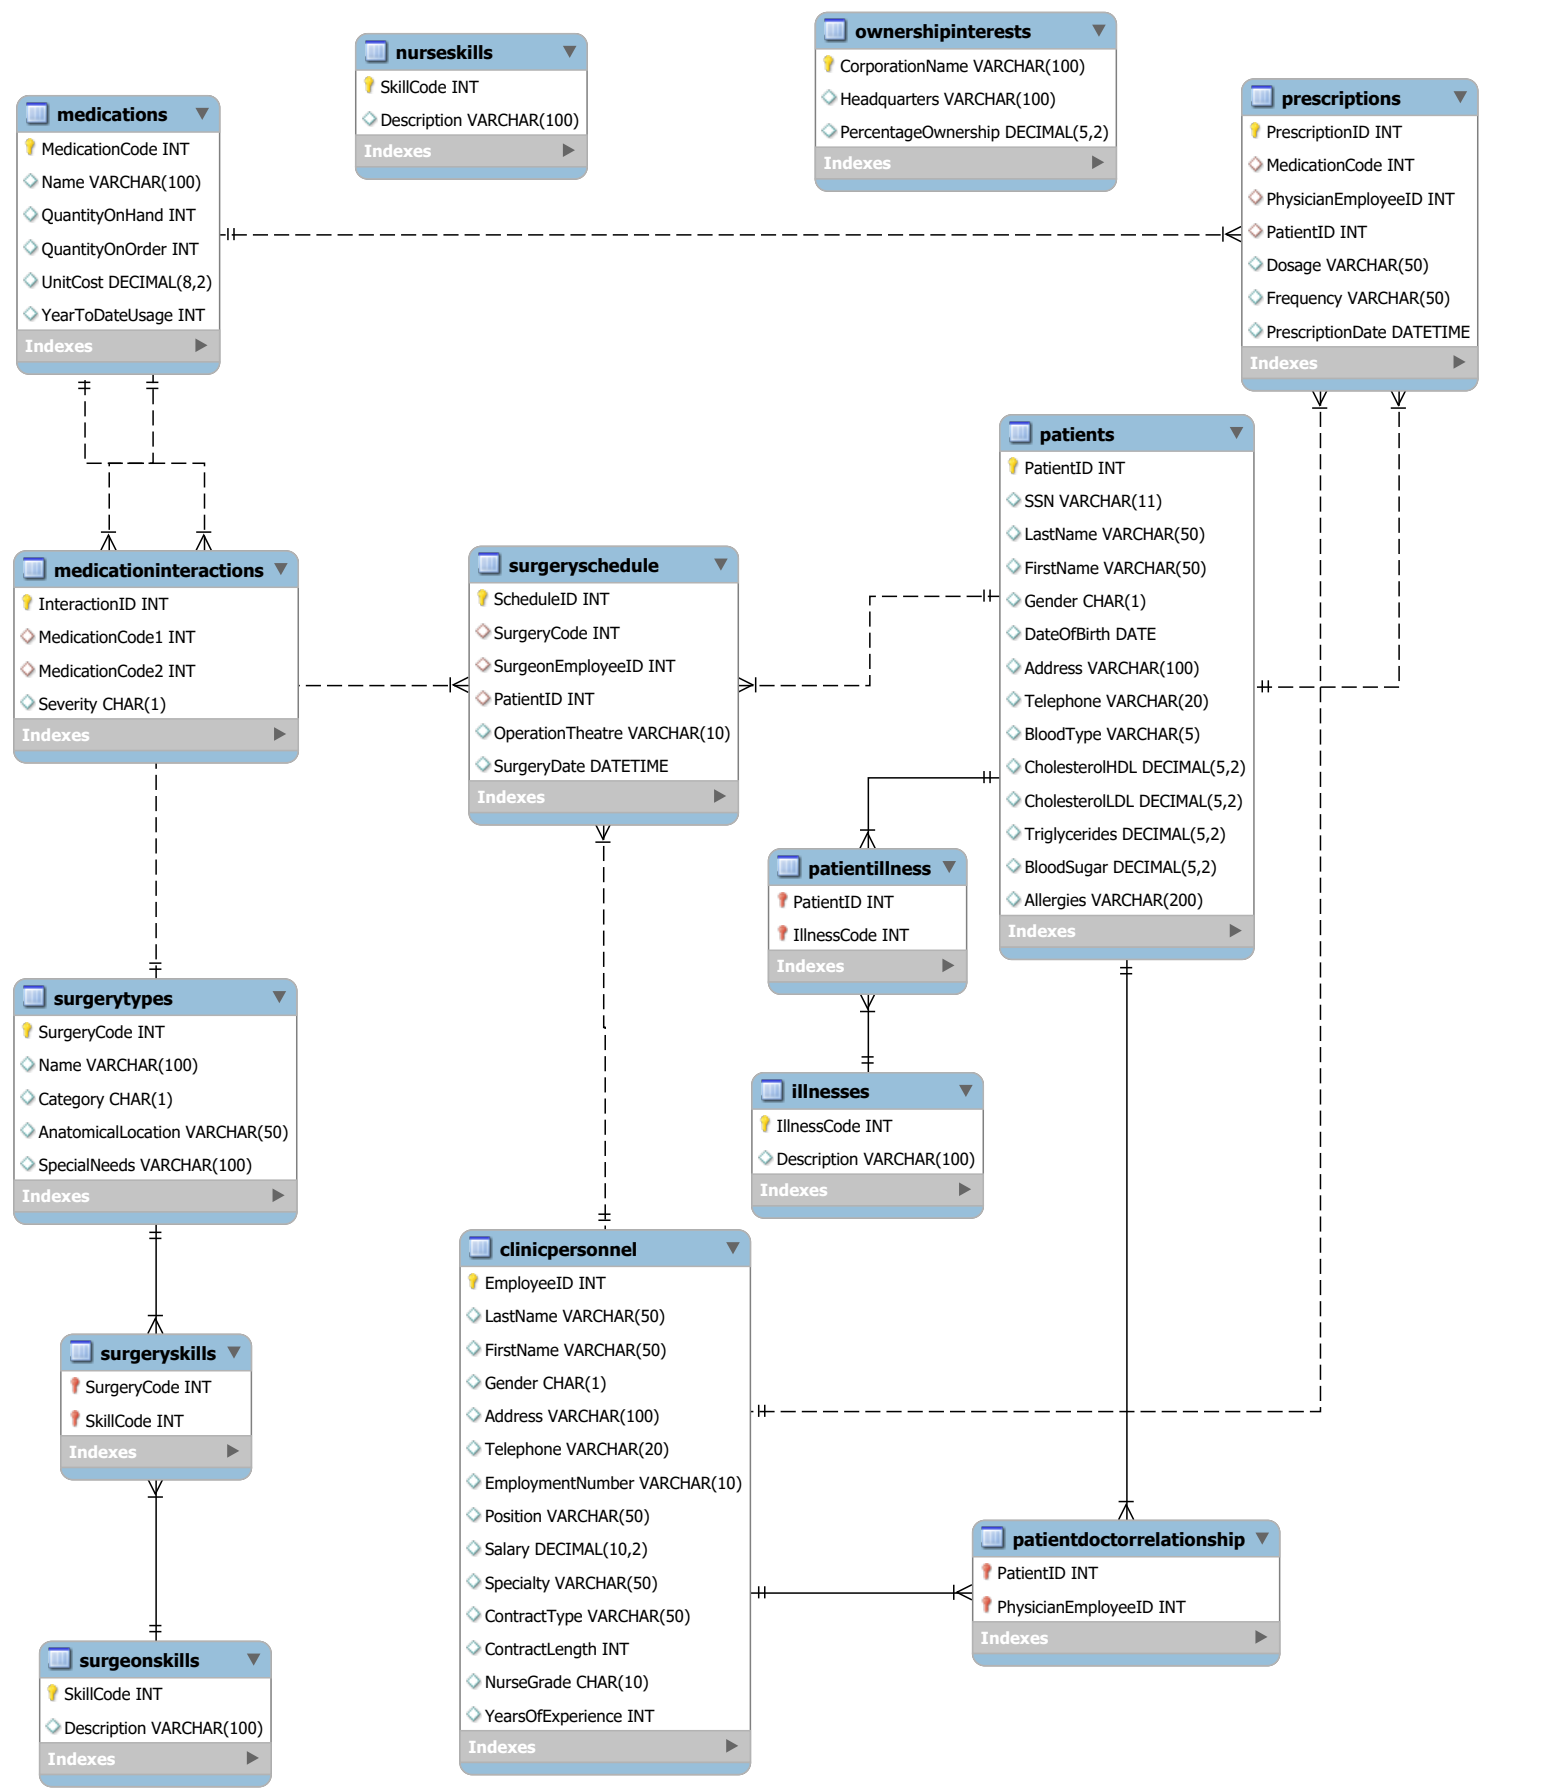 nurseskills
SkillCode INT
Description VARCHAR(100)
Indexes
ownershipinterests
CorporationName VARCHAR(100)
Headquarters VARCHAR(100)
PercentageOwnership DECIMAL(5,2)
Indexes
prescriptions
PrescriptionID INT
MedicationCode INT
PhysicianEmployeeID INT
PatientID INT
Dosage VARCHAR(50)
Frequency VARCHAR(50)
PrescriptionDate DATETIME
Indexes
medications
MedicationCode INT
Name VARCHAR(100)
QuantityOnHand INT
QuantityOnOrder INT
UnitCost DECIMAL(8,2)
YearToDateUsage INT
Indexes
patients
PatientID INT
SSN VARCHAR(11)
LastName VARCHAR(50)
FirstName VARCHAR(50)
Gender CHAR(1)
DateOfBirth DATE
Address VARCHAR(100)
Telephone VARCHAR(20)
BloodType VARCHAR(5)
CholesterolHDL DECIMAL(5,2)
CholesterolLDL DECIMAL(5,2)
Triglycerides DECIMAL(5,2)
BloodSugar DECIMAL(5,2)
Allergies VARCHAR(200)
Indexes
medicationinteractions
InteractionID INT
MedicationCode1 INT
MedicationCode2 INT
Severity CHAR(1)
Indexes
surgeryschedule
ScheduleID INT
SurgeryCode INT
SurgeonEmployeeID INT
PatientID INT
OperationTheatre VARCHAR(10)
SurgeryDate DATETIME
Indexes
patientillness
PatientID INT
IllnessCode INT
Indexes
surgerytypes
SurgeryCode INT
Name VARCHAR(100)
Category CHAR(1)
AnatomicalLocation VARCHAR(50)
SpecialNeeds VARCHAR(100)
Indexes
illnesses
IllnessCode INT
Description VARCHAR(100)
Indexes
clinicpersonnel
EmployeeID INT
LastName VARCHAR(50)
FirstName VARCHAR(50)
Gender CHAR(1)
Address VARCHAR(100)
Telephone VARCHAR(20)
EmploymentNumber VARCHAR(10)
Position VARCHAR(50)
Salary DECIMAL(10,2)
Specialty VARCHAR(50)
ContractType VARCHAR(50)
ContractLength INT
NurseGrade CHAR(10)
YearsOfExperience INT
Indexes
surgeryskills
SurgeryCode INT
SkillCode INT
Indexes
patientdoctorrelationship
PatientID INT
PhysicianEmployeeID INT
Indexes
surgeonskills
SkillCode INT
Description VARCHAR(100)
Indexes